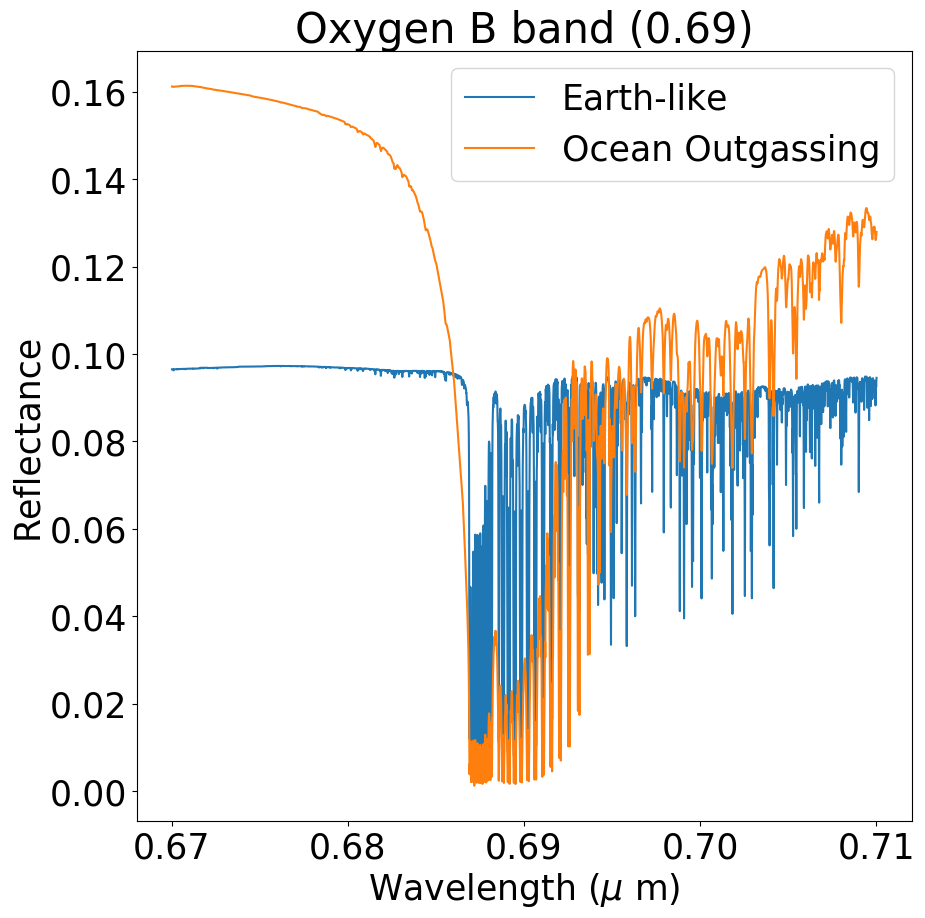 Oxygen B band (0.69)
Earth-like
Ocean Outgassing
Reflectance
0.16
0.14
0.12
0.10
0.08
0.06
0.04
0.02
0.00
0.67 0.68 0.69 0.70 0.71
Wavelength (μ m)